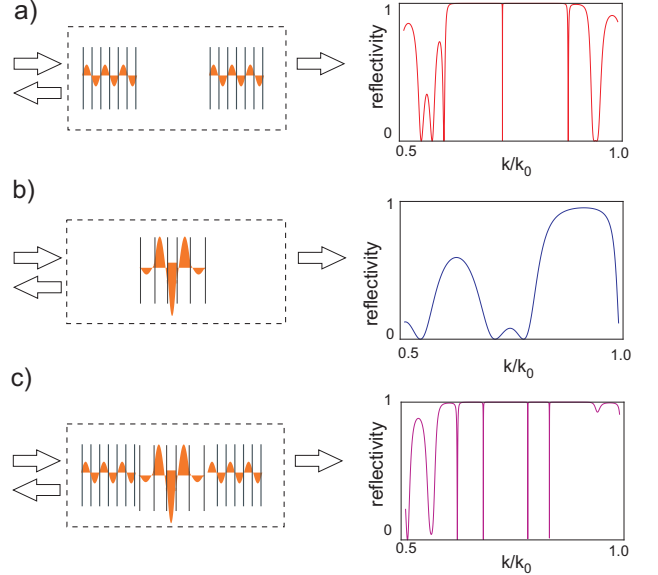 a)
1
reflectivity
0
0.5
k/k₀
1.0
b)
1
reflectivity
0
0.5
k/k₀
1.0
c)
1
reflectivity
0
0.5
k/k₀
1.0